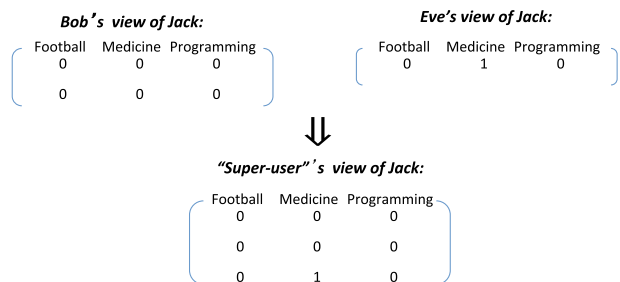 Bob's view of Jack:
Football Medicine Programming
0 0 0
0 0 0
Eve's view of Jack:
Football Medicine Programming
0 1 0
⇓
“Super-user”'s view of Jack:
Football Medicine Programming
0 0 0
0 0 0
0 1 0